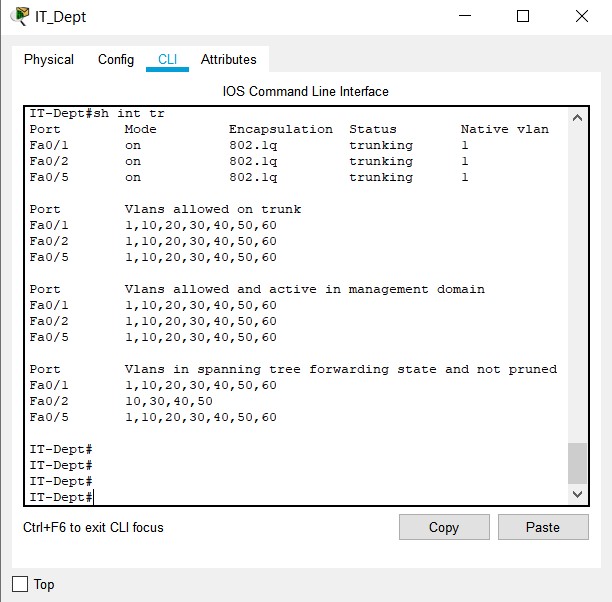 IT_Dept
Physical Config CLI Attributes
IOS Command Line Interface
IT-Dept#sh int tr
Port        Mode         Encapsulation  Status        Native vlan
Fa0/1       on           802.1q         trunking      1
Fa0/2       on           802.1q         trunking      1
Fa0/5       on           802.1q         trunking      1
Port        Vlans allowed on trunk
Fa0/1       1,10,20,30,40,50,60
Fa0/2       1,10,20,30,40,50,60
Fa0/5       1,10,20,30,40,50,60
Port        Vlans allowed and active in management domain
Fa0/1       1,10,20,30,40,50,60
Fa0/2       1,10,20,30,40,50,60
Fa0/5       1,10,20,30,40,50,60
Port        Vlans in spanning tree forwarding state and not pruned
Fa0/1       1,10,20,30,40,50,60
Fa0/2       10,30,40,50
Fa0/5       1,10,20,30,40,50,60
IT-Dept#
IT-Dept#
IT-Dept#
IT-Dept#
Ctrl+F6 to exit CLI focus Copy Paste
Top